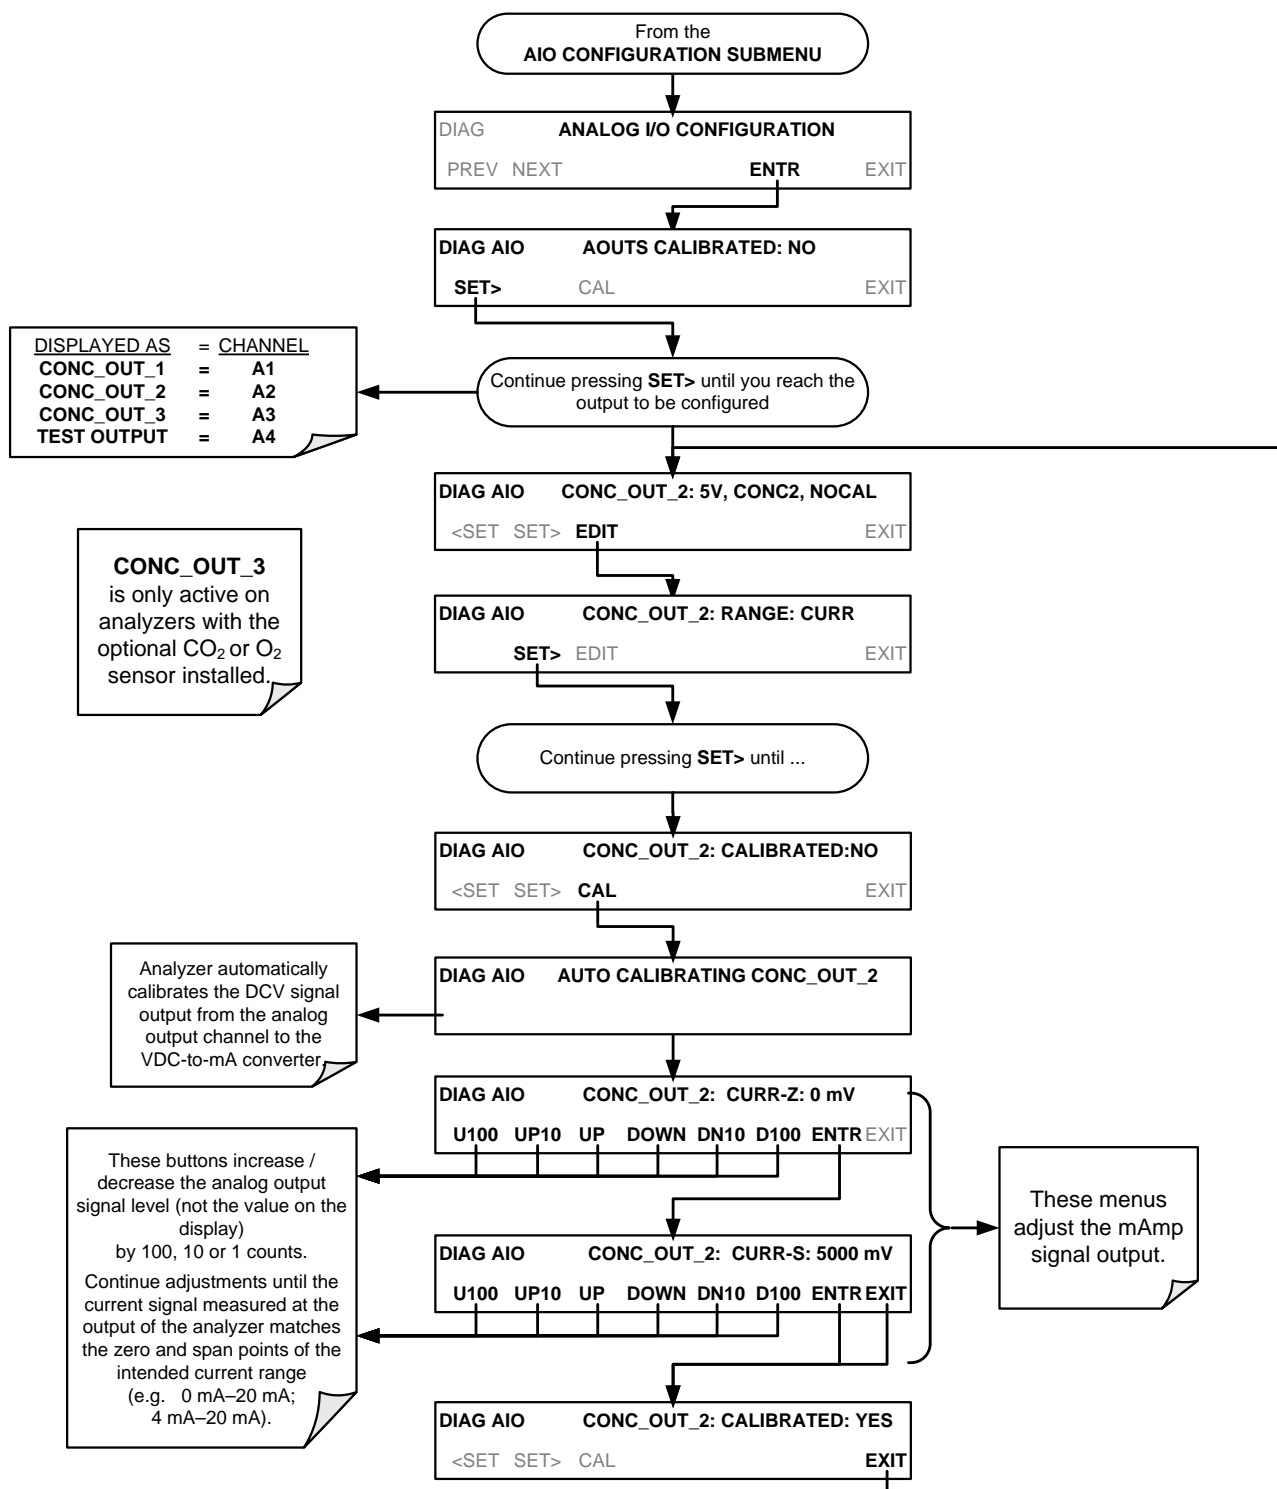 From the
AIO CONFIGURATION SUBMENU
DIAG ANALOG I/O CONFIGURATION
PREV NEXT ENTR EXIT
DIAG AIO AOUTS CALIBRATED: NO
SET> CAL EXIT
DISPLAYED AS = CHANNEL
CONC_OUT_1 = A1
CONC_OUT_2 = A2
CONC_OUT_3 = A3
TEST OUTPUT = A4
Continue pressing SET> until you reach the
output to be configured
DIAG AIO CONC_OUT_2: 5V, CONC2, NOCAL
<SET SET> EDIT EXIT
CONC_OUT_3
is only active on
analyzers with the
optional CO2 or O2
sensor installed.
DIAG AIO CONC_OUT_2: RANGE: CURR
SET> EDIT EXIT
Continue pressing SET> until ...
DIAG AIO CONC_OUT_2: CALIBRATED:NO
<SET SET> CAL EXIT
Analyzer automatically
calibrates the DCV signal
output from the analog
output channel to the
VDC-to-mA converter.
DIAG AIO AUTO CALIBRATING CONC_OUT_2
DIAG AIO CONC_OUT_2: CURR-Z: 0 mV
U100 UP10 UP DOWN DN10 D100 ENTR EXIT
These buttons increase /
decrease the analog output
signal level (not the value on the
display)
by 100, 10 or 1 counts.
Continue adjustments until the
current signal measured at the
output of the analyzer matches
the zero and span points of the
intended current range
(e.g. 0 mA–20 mA;
4 mA–20 mA).
DIAG AIO CONC_OUT_2: CURR-S: 5000 mV
U100 UP10 UP DOWN DN10 D100 ENTR EXIT
These menus
adjust the mAmp
signal output.
DIAG AIO CONC_OUT_2: CALIBRATED: YES
<SET SET> CAL EXIT